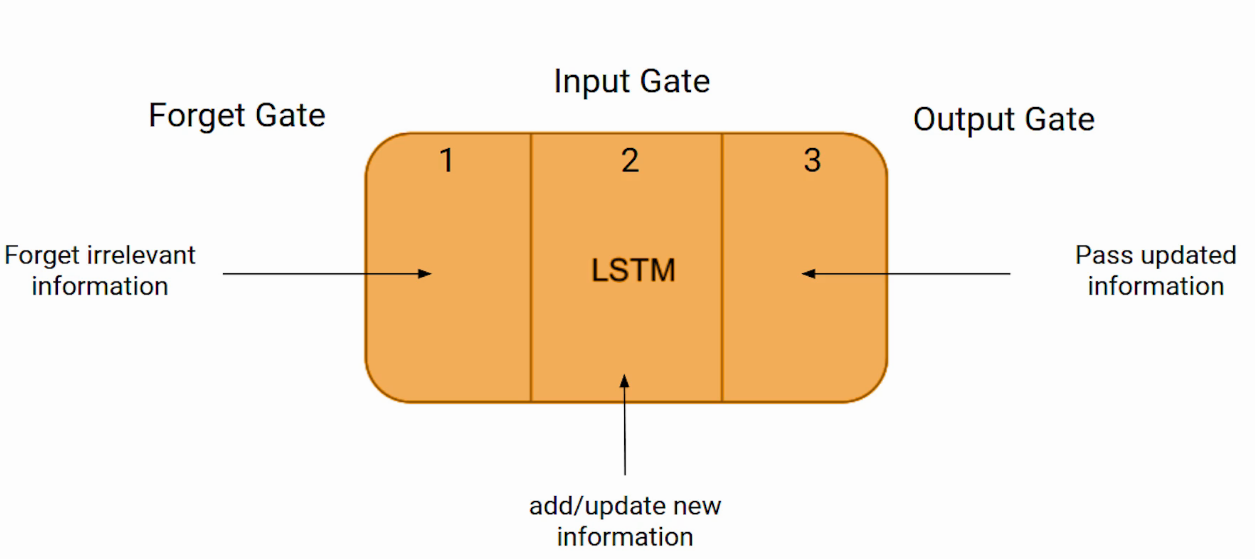 Input Gate
Forget Gate
Output Gate
1
2
3
Forget irrelevant
information
LSTM
Pass updated
information
add/update new
information